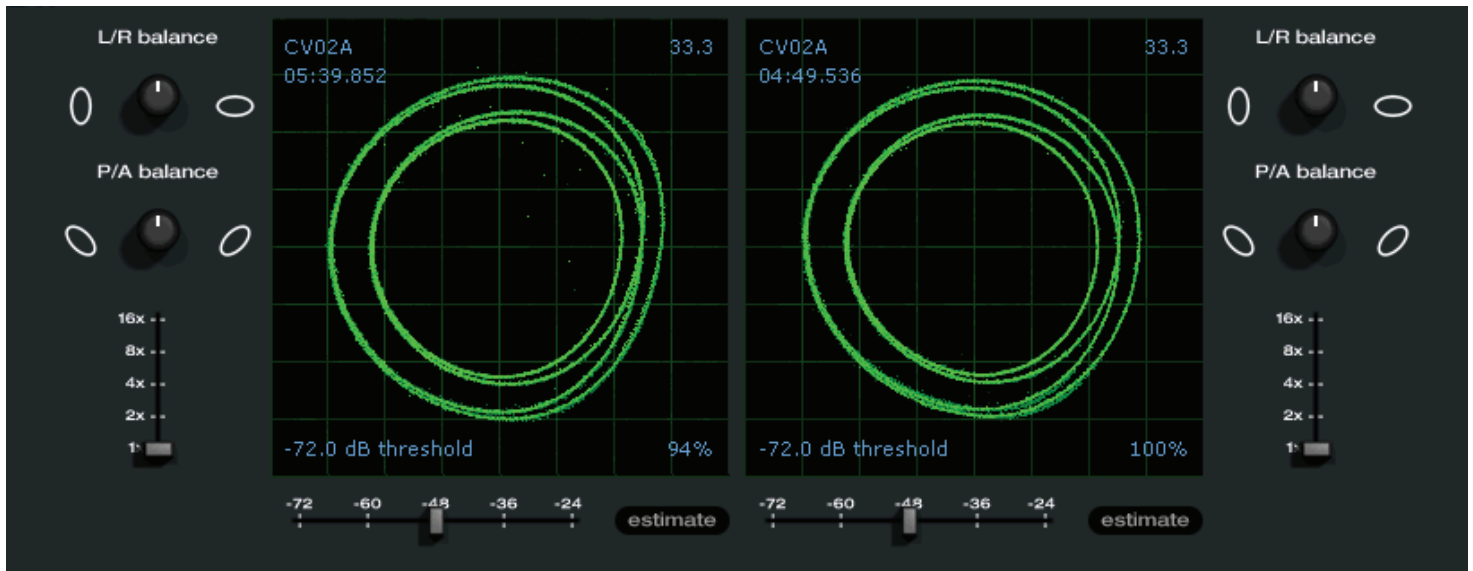 L/R balance
P/A balance
16x
8x
4x
2x
CV02A 33.3
05:39.852
-72.0 dB threshold 94%
-72 -60 -48 -36 -24
estimate
CV02A 33.3
04:49.536
-72.0 dB threshold 100%
-72 -60 -48 -36 -24
estimate
L/R balance
P/A balance
16x
8x
4x
2x